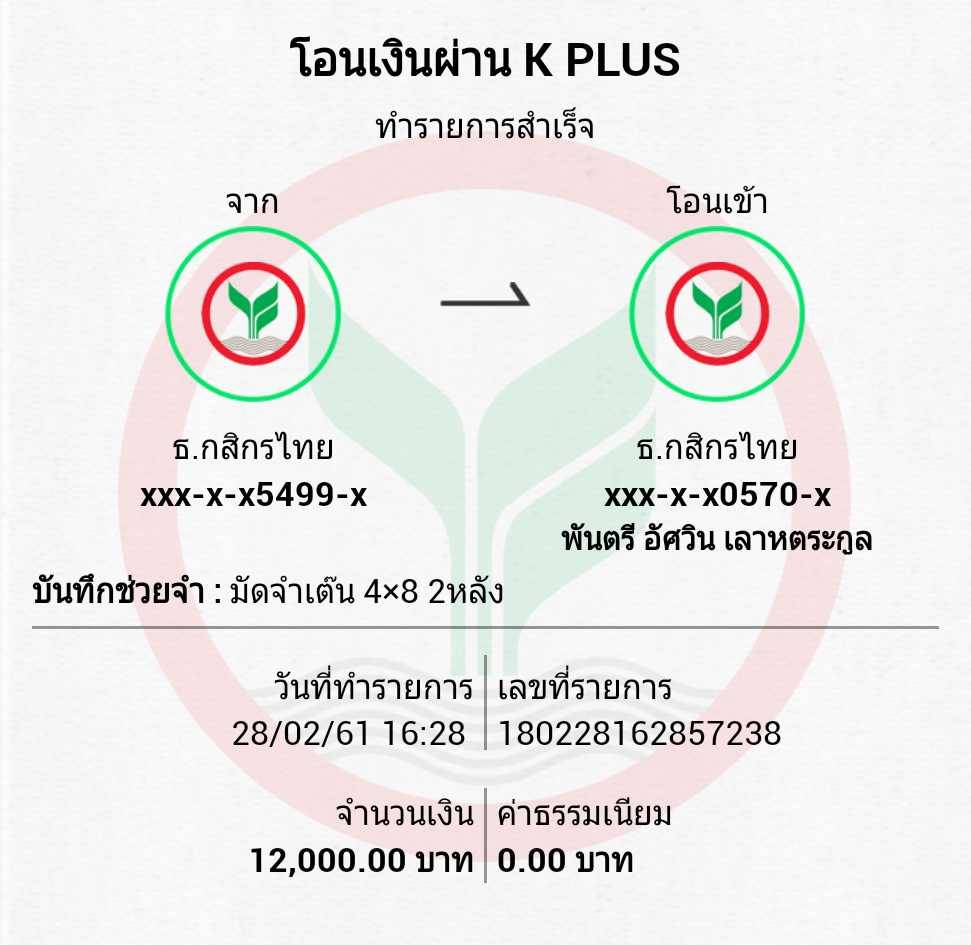 โอนเงินผ่าน K PLUS
ทำรายการสำเร็จ
จาก
โอนเข้า
ธ.กสิกรไทย
xxx-x-x5499-x
ธ.กสิกรไทย
xxx-x-x0570-x
พันตรี อัศวิน เลาหตระกูล
บันทึกช่วยจำ : มัดจำเต๊น 4×8 2หลัง
วันที่ทำรายการ
28/02/61 16:28
เลขที่รายการ
180228162857238
จำนวนเงิน
12,000.00 บาท
ค่าธรรมเนียม
0.00 บาท